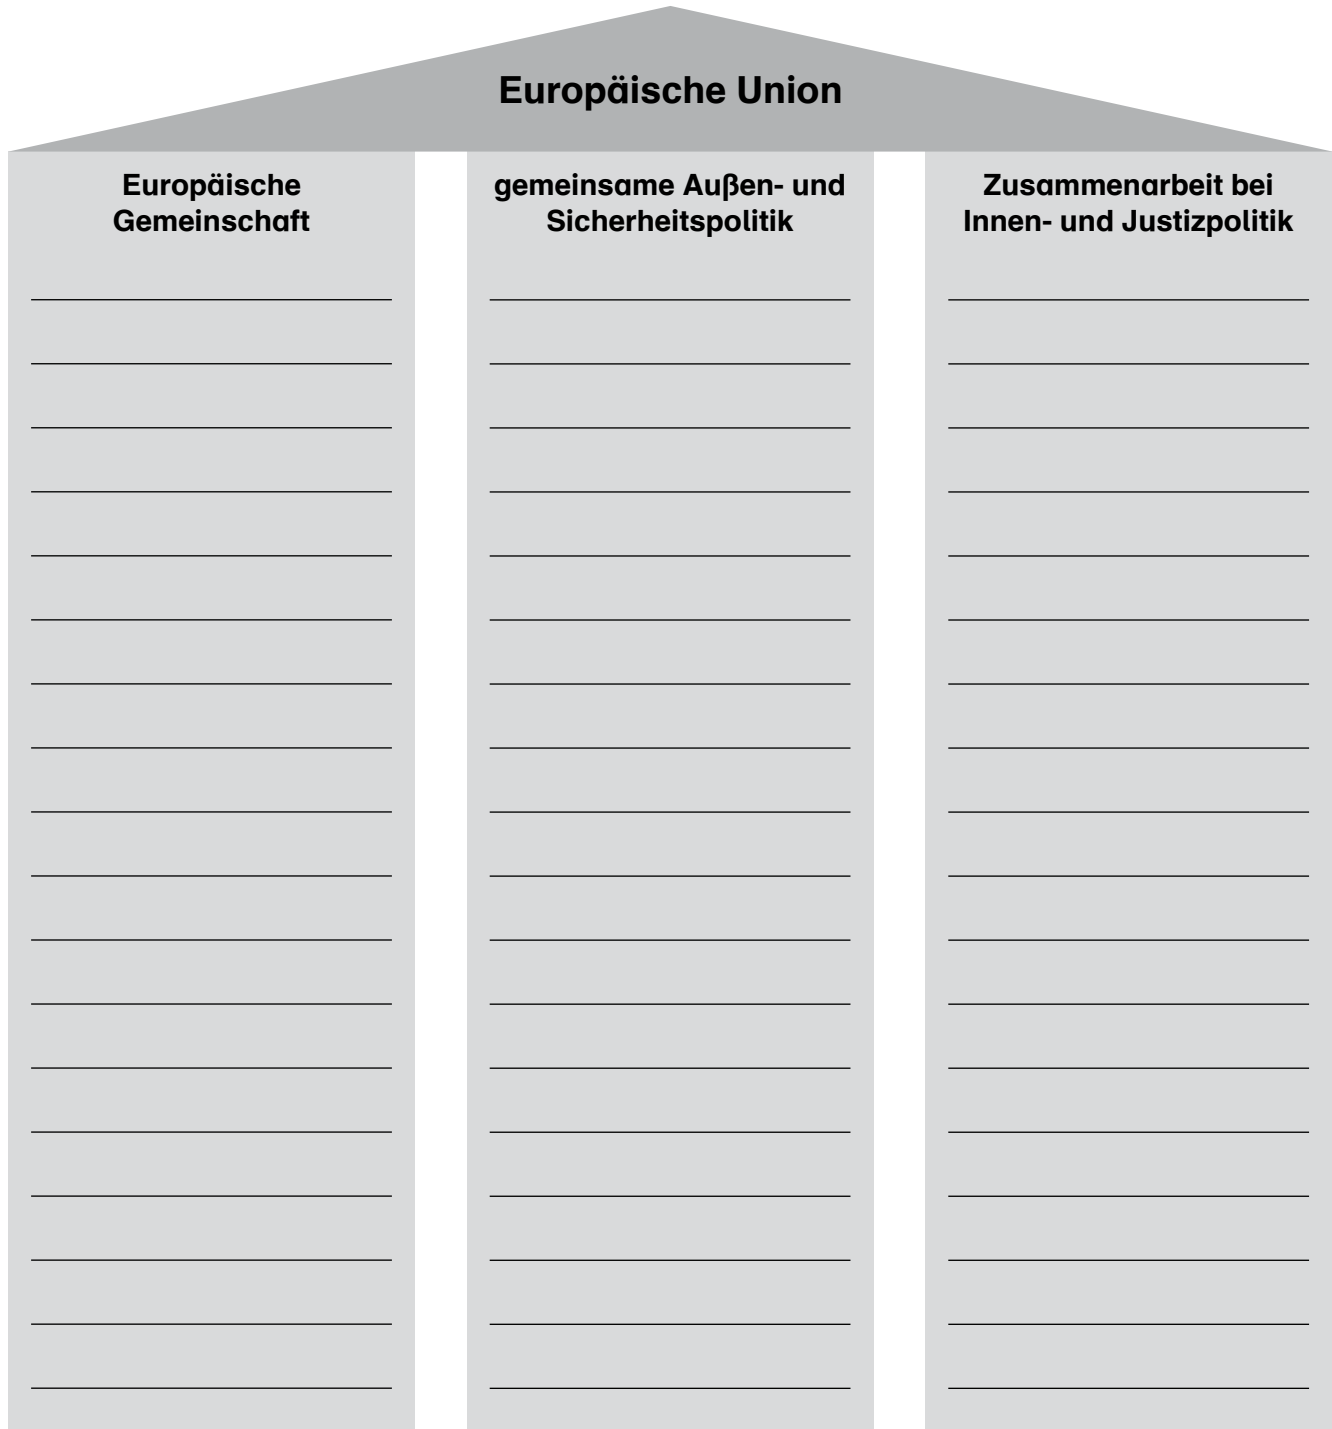 Europäische Union
Europäische
Gemeinschaft
gemeinsame Außen- und
Sicherheitspolitik
Zusammenarbeit bei
Innen- und Justizpolitik